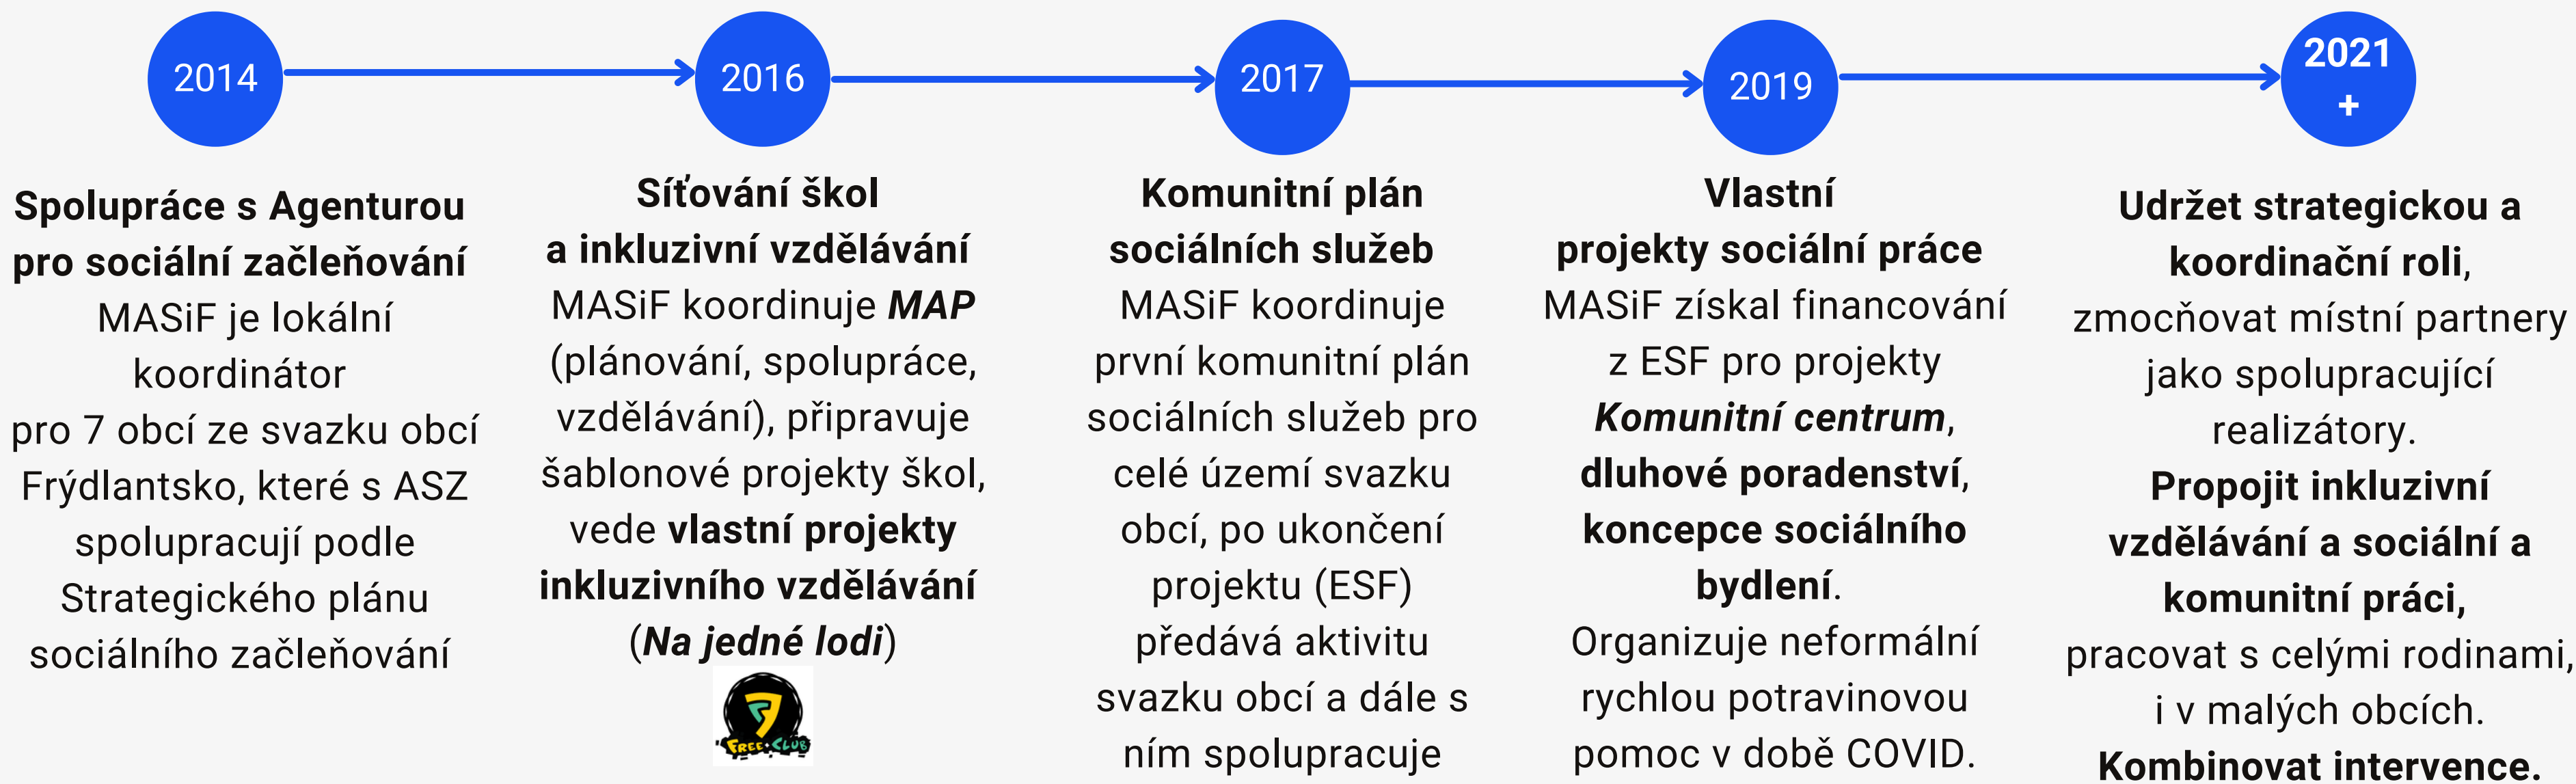 2014
Spolupráce s Agenturou
pro sociální začleňování
MASiF je lokální
koordinátor
pro 7 obcí ze svazku obcí
Frýdlantsko, které s ASZ
spolupracují podle
Strategického plánu
sociálního začleňování
2016
Síťování škol
a inkluzivní vzdělávání
MASiF koordinuje MAP
(plánování, spolupráce,
vzdělávání), připravuje
šablonové projekty škol,
vede vlastní projekty
inkluzivního vzdělávání
(Na jedné lodi)
FREE CLUB
2017
Komunitní plán
sociálních služeb
MASiF koordinuje
první komunitní plán
sociálních služeb pro
celé území svazku
obcí, po ukončení
projektu (ESF)
předává aktivitu
svazku obcí a dále s
ním spolupracuje
2019
Vlastní
projekty sociální práce
MASiF získal financování
z ESF pro projekty
Komunitní centrum,
dluhové poradenství,
koncepce sociálního
bydlení.
Organizuje neformální
rychlou potravinovou
pomoc v době COVID.
2021
+
Udržet strategickou a
koordinační roli,
zmocňovat místní partnery
jako spolupracující
realizátory.
Propojit inkluzivní
vzdělávání a sociální a
komunitní práci,
pracovat s celými rodinami,
i v malých obcích.
Kombinovat intervence.